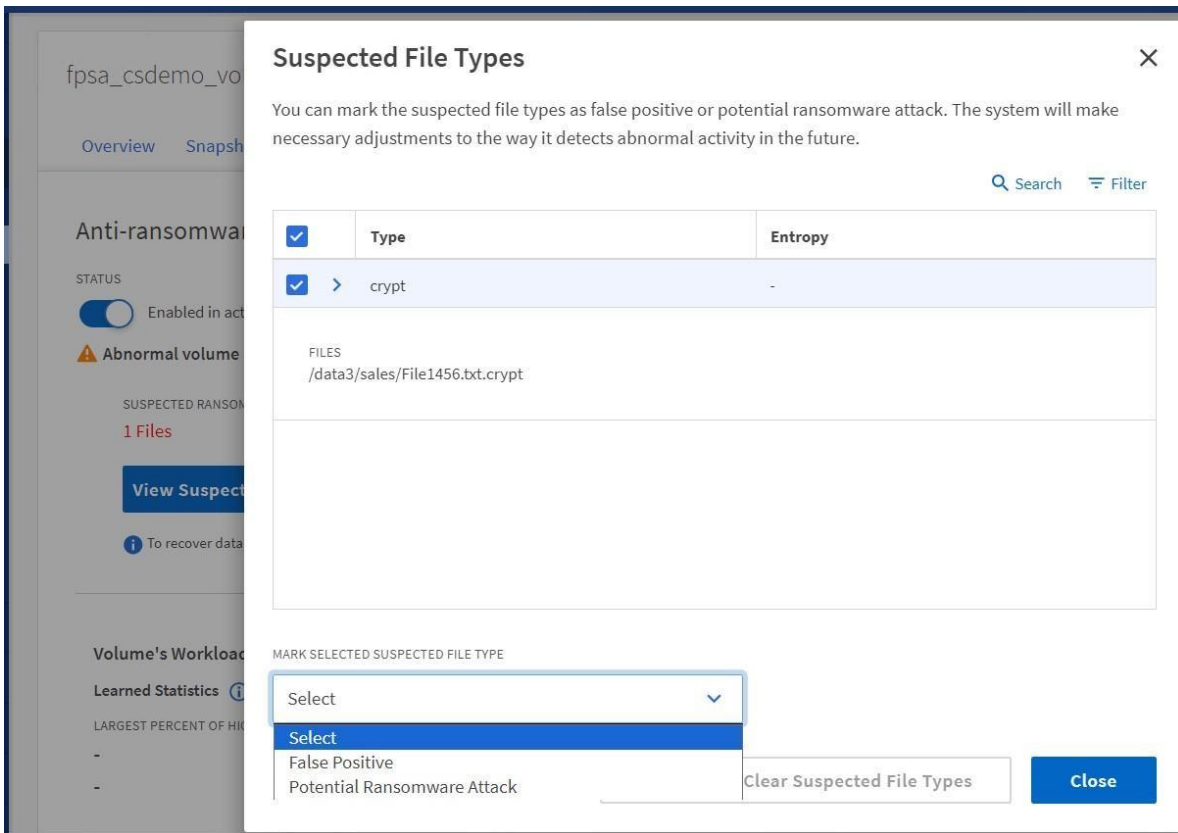 fpsa_csdemo_vo
Overview Snapsh
Anti-ransomwar
STATUS
Enabled in act
Abnormal volume
SUSPECTED RANSOM
1 Files
View Suspect
To recover data
Volume's Workload
Learned Statistics
LARGEST PERCENT OF HIG
-
-
Suspected File Types
You can mark the suspected file types as false positive or potential ransomware attack. The system will make
necessary adjustments to the way it detects abnormal activity in the future.
Search Filter
Type Entropy
crypt -
FILES
/data3/sales/File1456.txt.crypt
MARK SELECTED SUSPECTED FILE TYPE
Select
Select
False Positive
Potential Ransomware Attack
Clear Suspected File Types Close